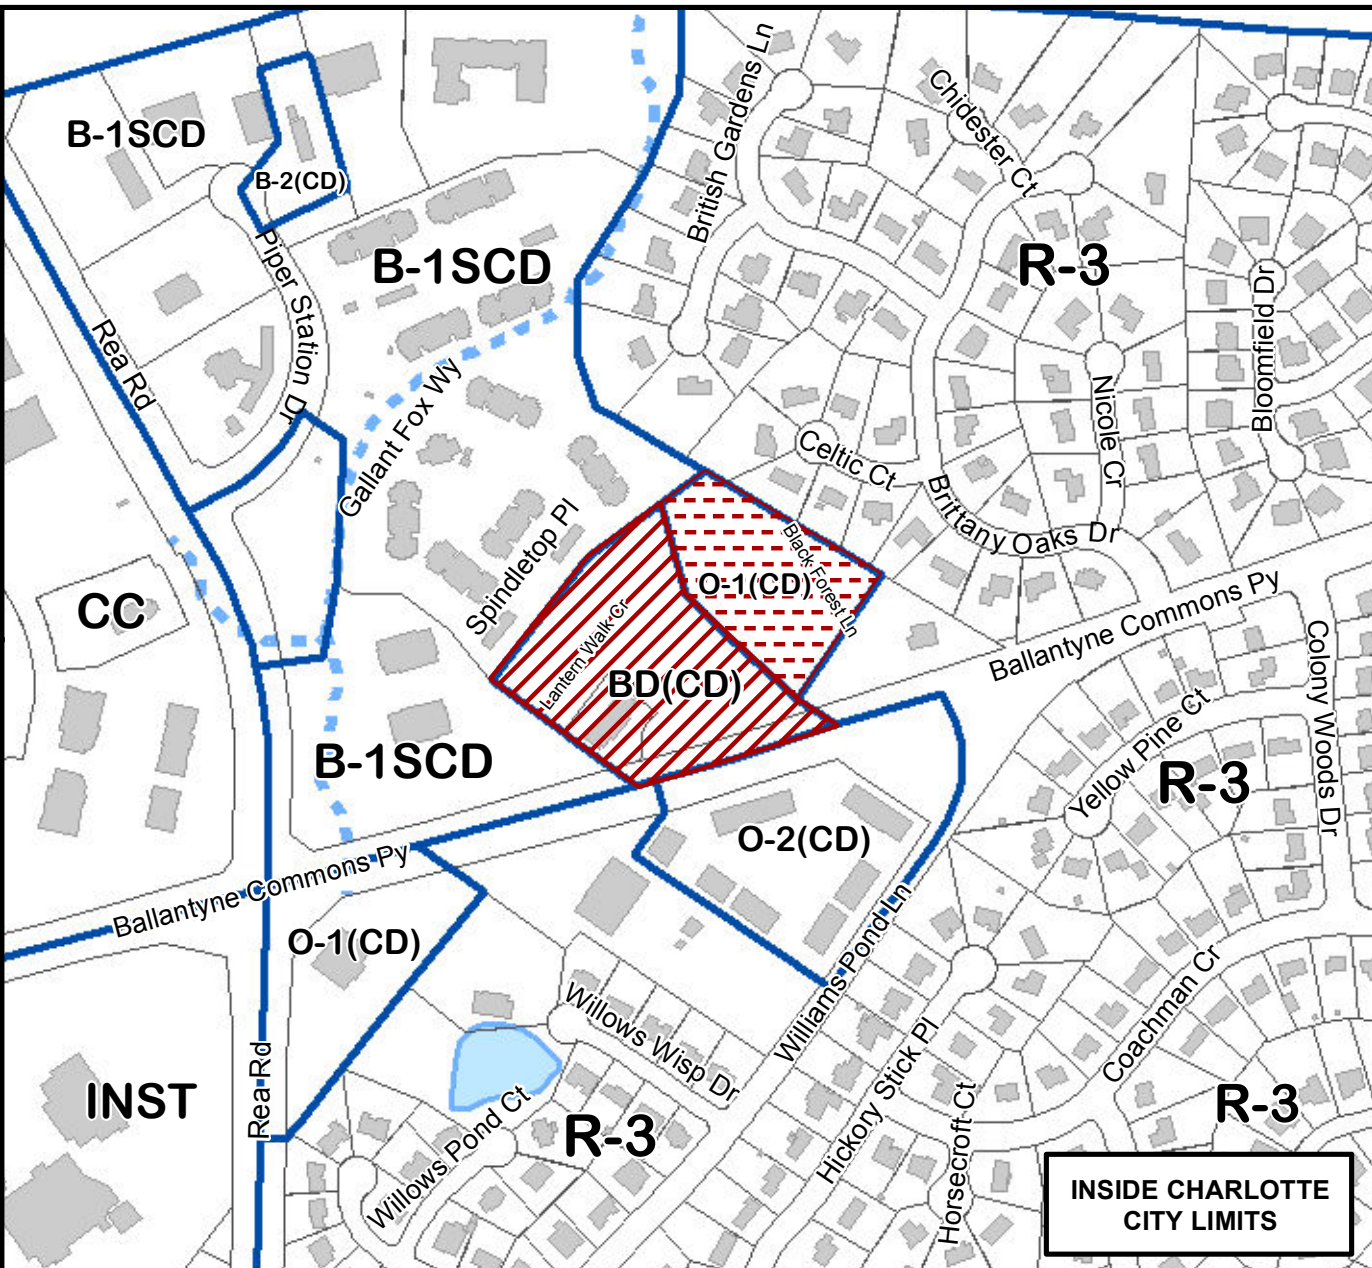 British Gardens Ln
Chidester Ct
B-1SCD
B-2(CD)
Piper Station Dr
B-1SCD
R-3
Bloomfield Dr
Rea Rd
Gallant Fox Wy
Nicole Cr
Celtic Ct
Brittany Oaks Dr
Spindletop Pl
Black Forest Ln
O-1(CD)
CC
Lantern Walk Cr
BD(CD)
Ballantyne Commons Py
Colony Woods Dr
Yellow Pine Ct
B-1SCD
R-3
O-2(CD)
Ballantyne Commons Py
O-1(CD)
Williams Pond Ln
Willows Wisp Dr
Coachman Cr
Hickory Stick Pl
Rea Rd
INST
Willows Pond Ct
R-3
Horsecroft Ct
R-3
INSIDE CHARLOTTE
CITY LIMITS